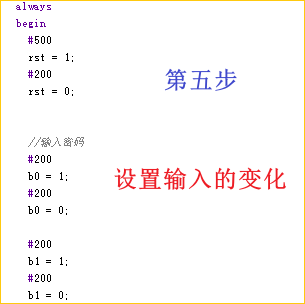 always
begin
#500
rst = 1;
#200
rst = 0;
第五步
//输入密码
#200
b0 = 1;
#200
b0 = 0;
设置输入的变化
#200
b1 = 1;
#200
b1 = 0;